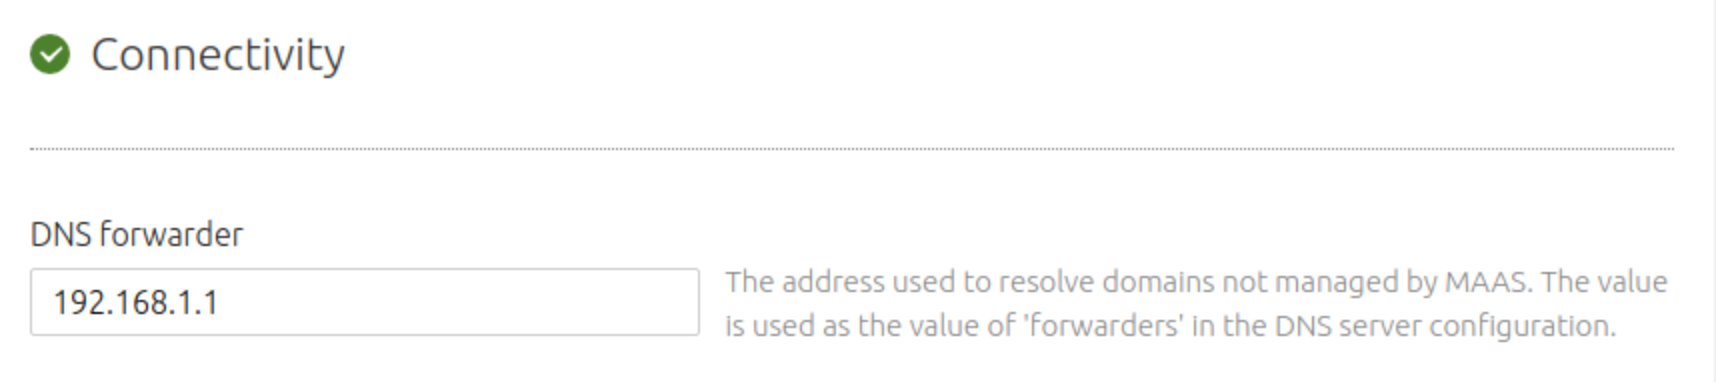 Connectivity
DNS forwarder
192.168.1.1
The address used to resolve domains not managed by MAAS. The value
is used as the value of 'forwarders' in the DNS server configuration.